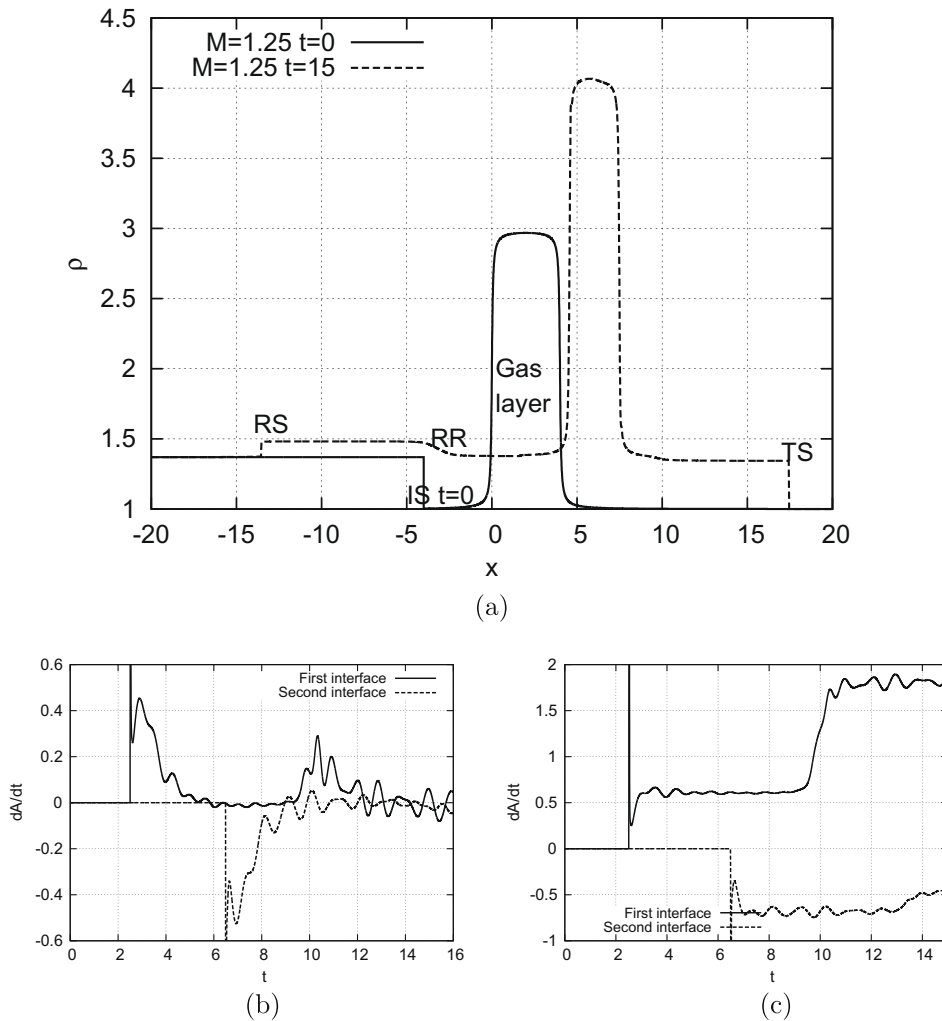 4.5
M=1.25 t=0
M=1.25 t=15
4
3.5
3
ρ
2.5
2
Gas
layer
1.5
RS
RR
TS
IS t=0
1
-20 -15 -10 -5 0 5 10 15 20
x
(a)
0.6
First interface
Second interface
0.4
0.2
dA/dt
0
-0.2
-0.4
-0.6
0 2 4 6 8 10 12 14 16
t
(b)
2
1.5
1
dA/dt
0.5
0
-0.5
First interface
Second interface
-1
0 2 4 6 8 10 12 14
t
(c)